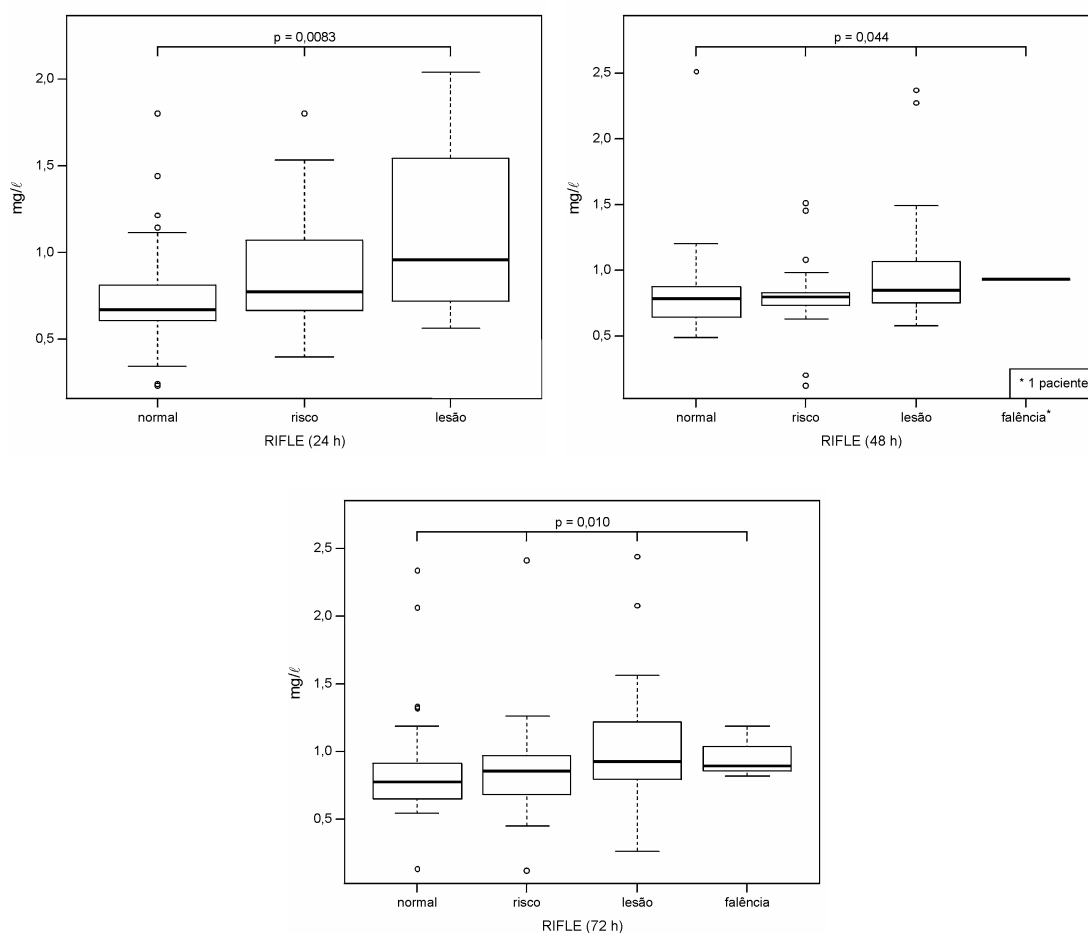 p = 0,0083
2,0
1,5
1,0
0,5
mg/ℓ
normal risco lesão
RIFLE (24 h)
p = 0,044
2,5
2,0
1,5
1,0
0,5
mg/ℓ
* 1 paciente
normal risco lesão falência*
RIFLE (48 h)
p = 0,010
2,5
2,0
1,5
1,0
0,5
mg/ℓ
normal risco lesão falência
RIFLE (72 h)